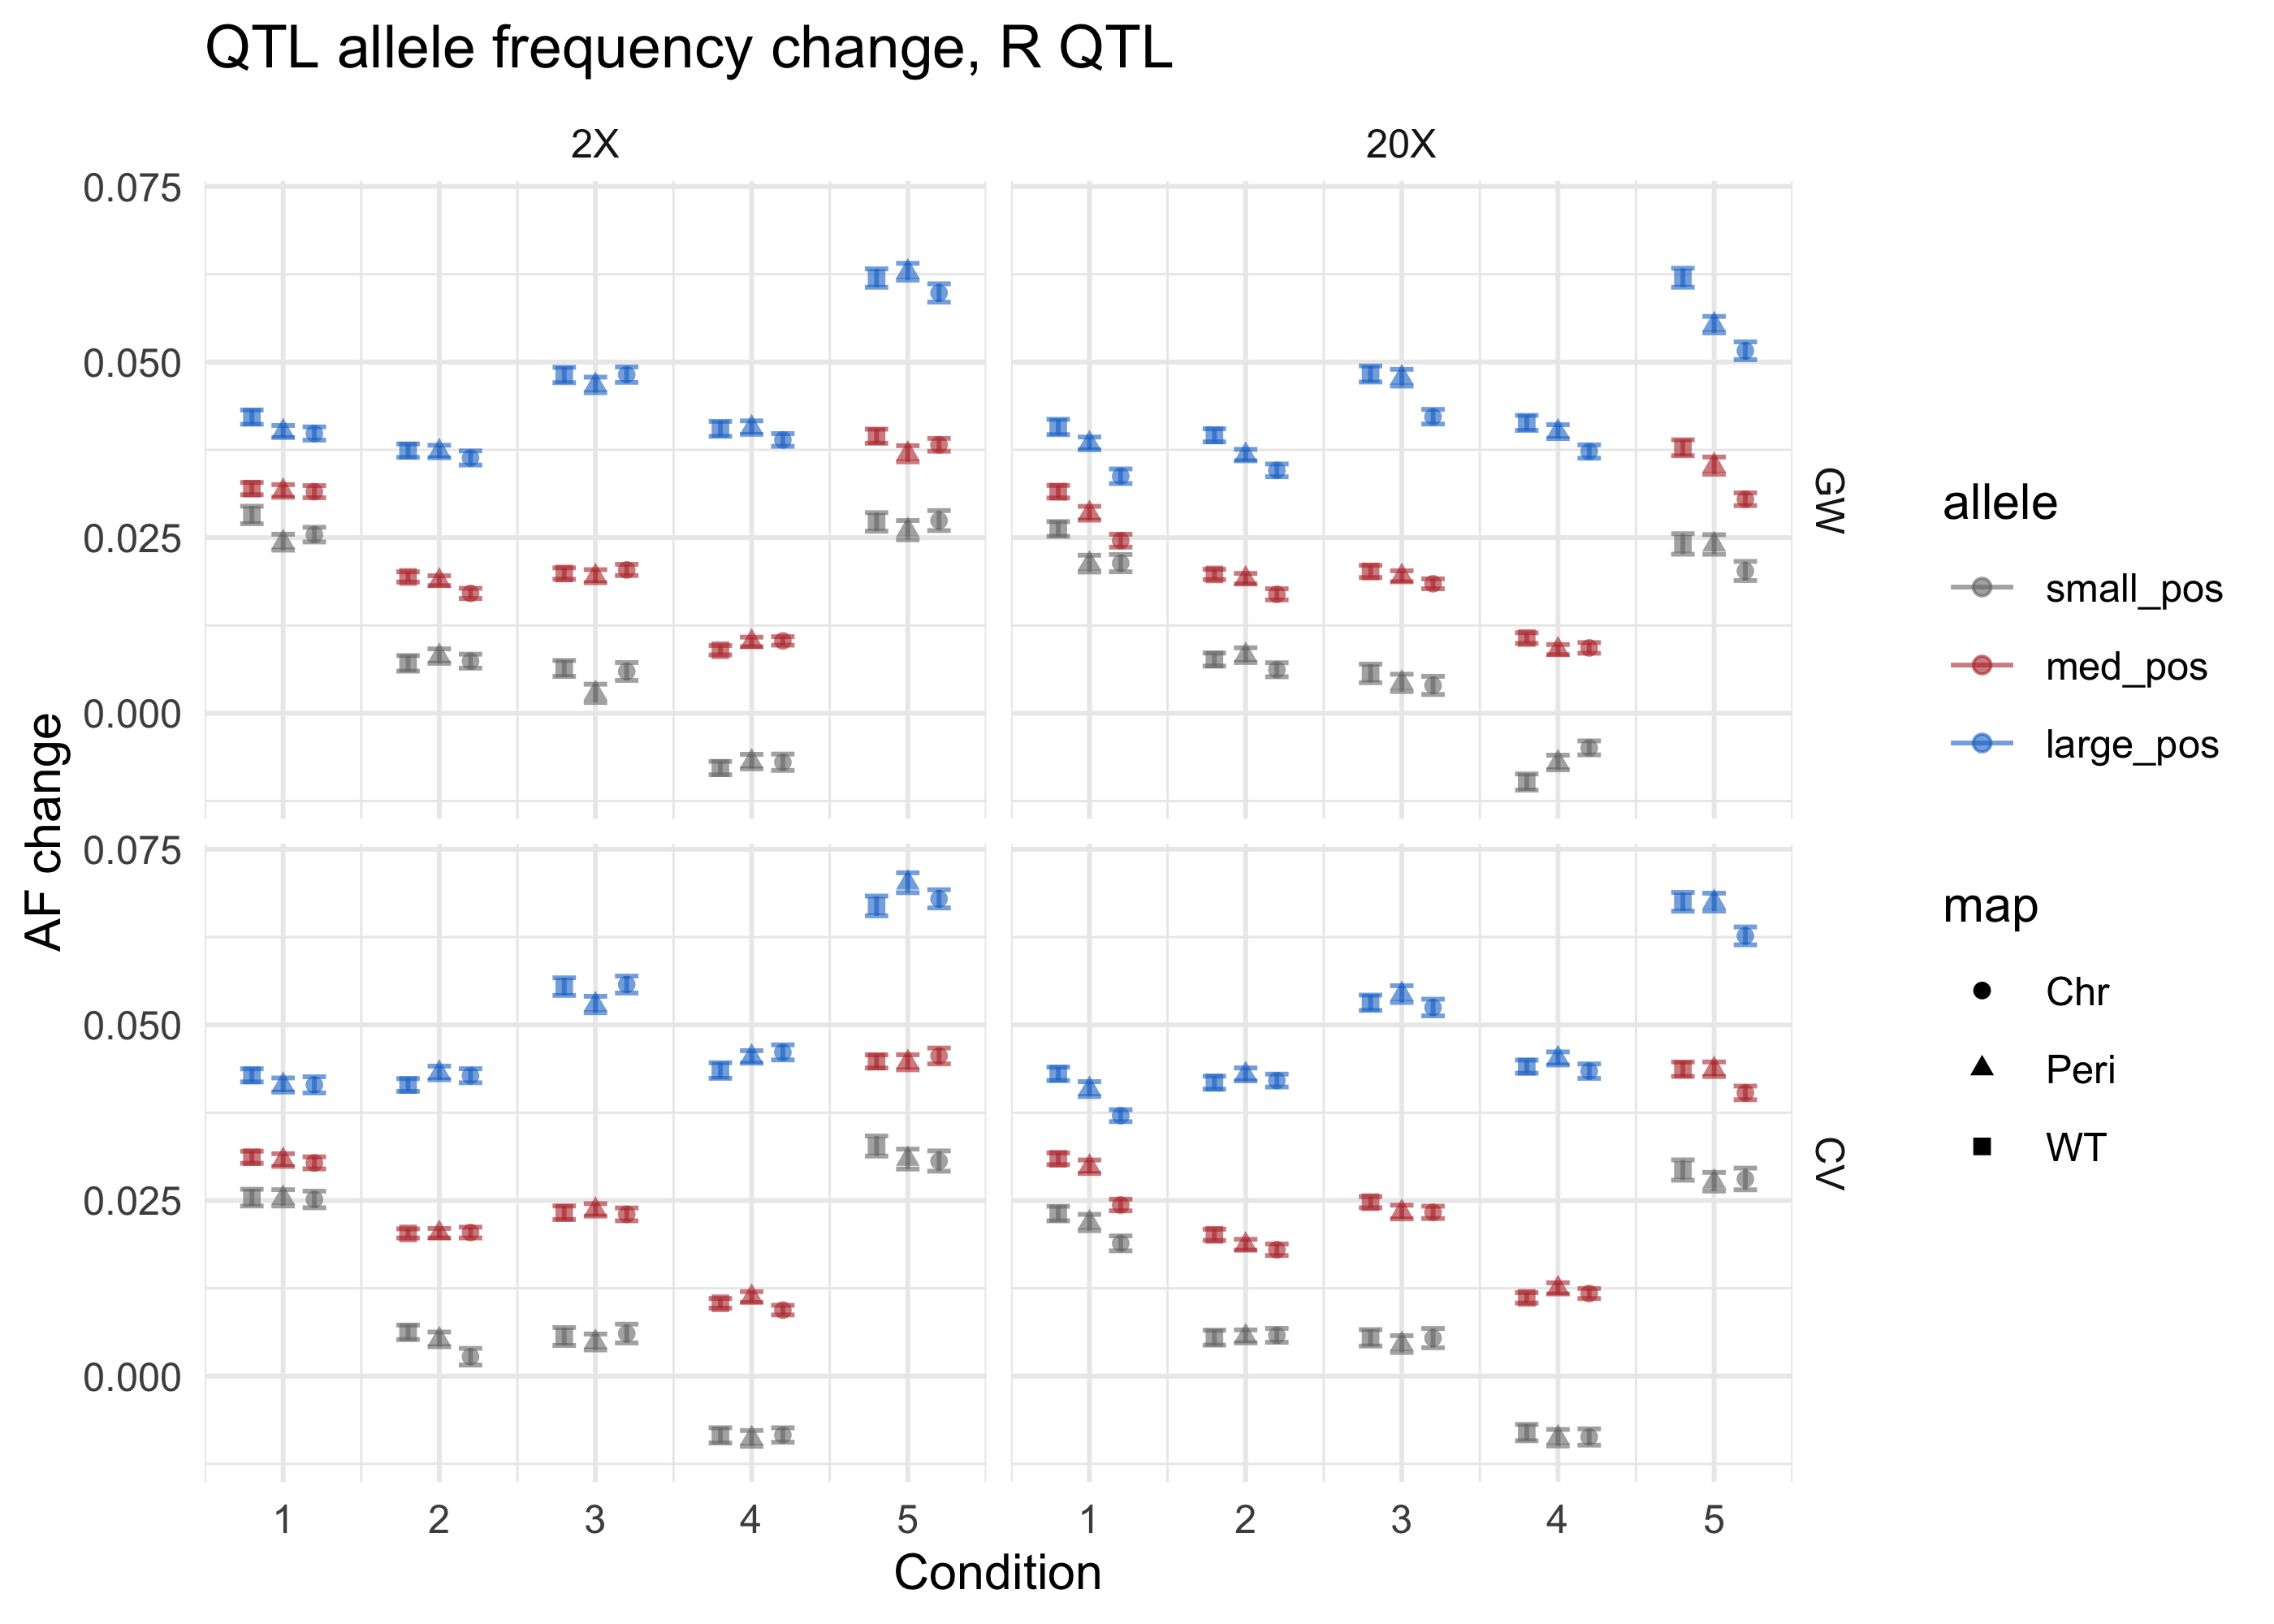 QTL allele frequency change, R QTL
2X
20X
0.075
0.050
0.025
0.000
GW
0.075
0.050
0.025
0.000
CV
AF change
1 2 3 4 5
1 2 3 4 5
Condition
allele
small_pos
med_pos
large_pos
map
Chr
Peri
WT